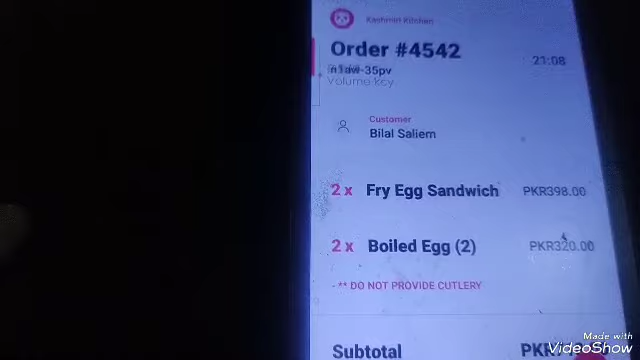 Kashmiri Kitchen
Order #4542
21:08
-35pv
Volume key
Customer
Bilal Saliem
2 x Fry Egg Sandwich PKR398.00
2 x Boiled Egg (2) PKR320.00
- ** DO NOT PROVIDE CUTLERY
Subtotal
Made with
VideoShow